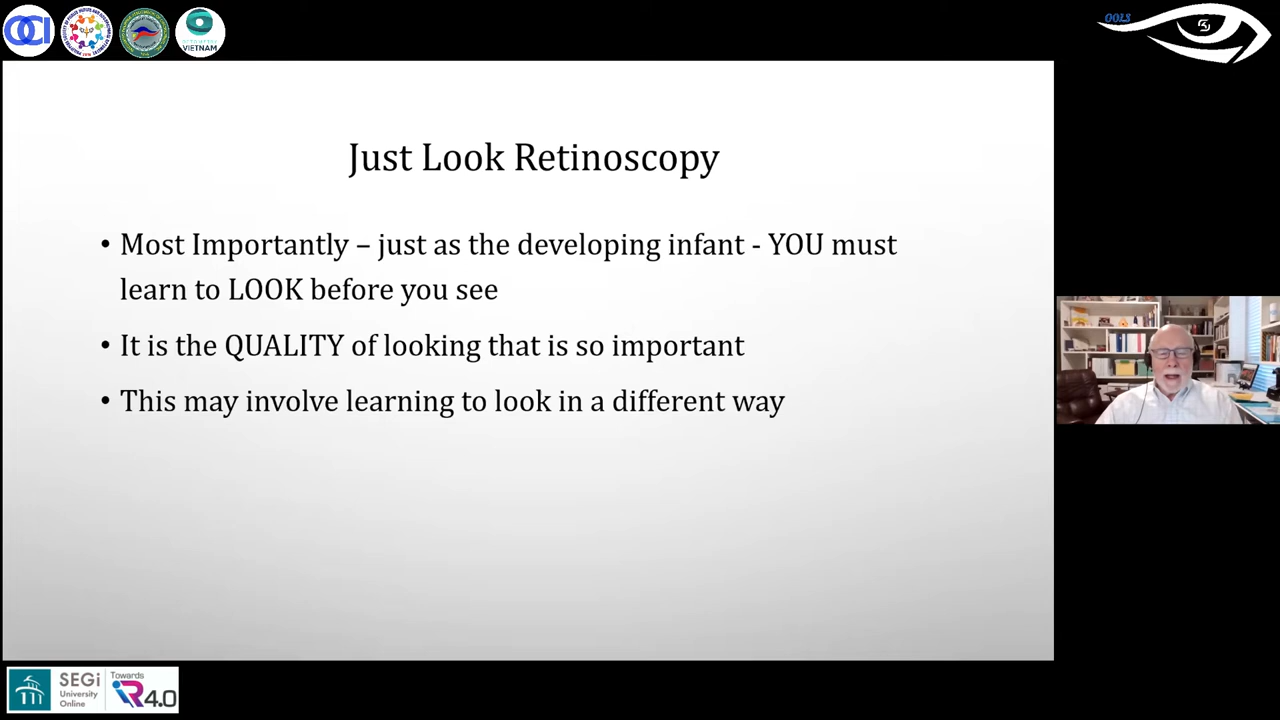 OCI
VIETNAM
OOLS
Just Look Retinoscopy
• Most Importantly – just as the developing infant - YOU must
learn to LOOK before you see
• It is the QUALITY of looking that is so important
• This may involve learning to look in a different way
SEGi
University
Online
Towards
iR4.0